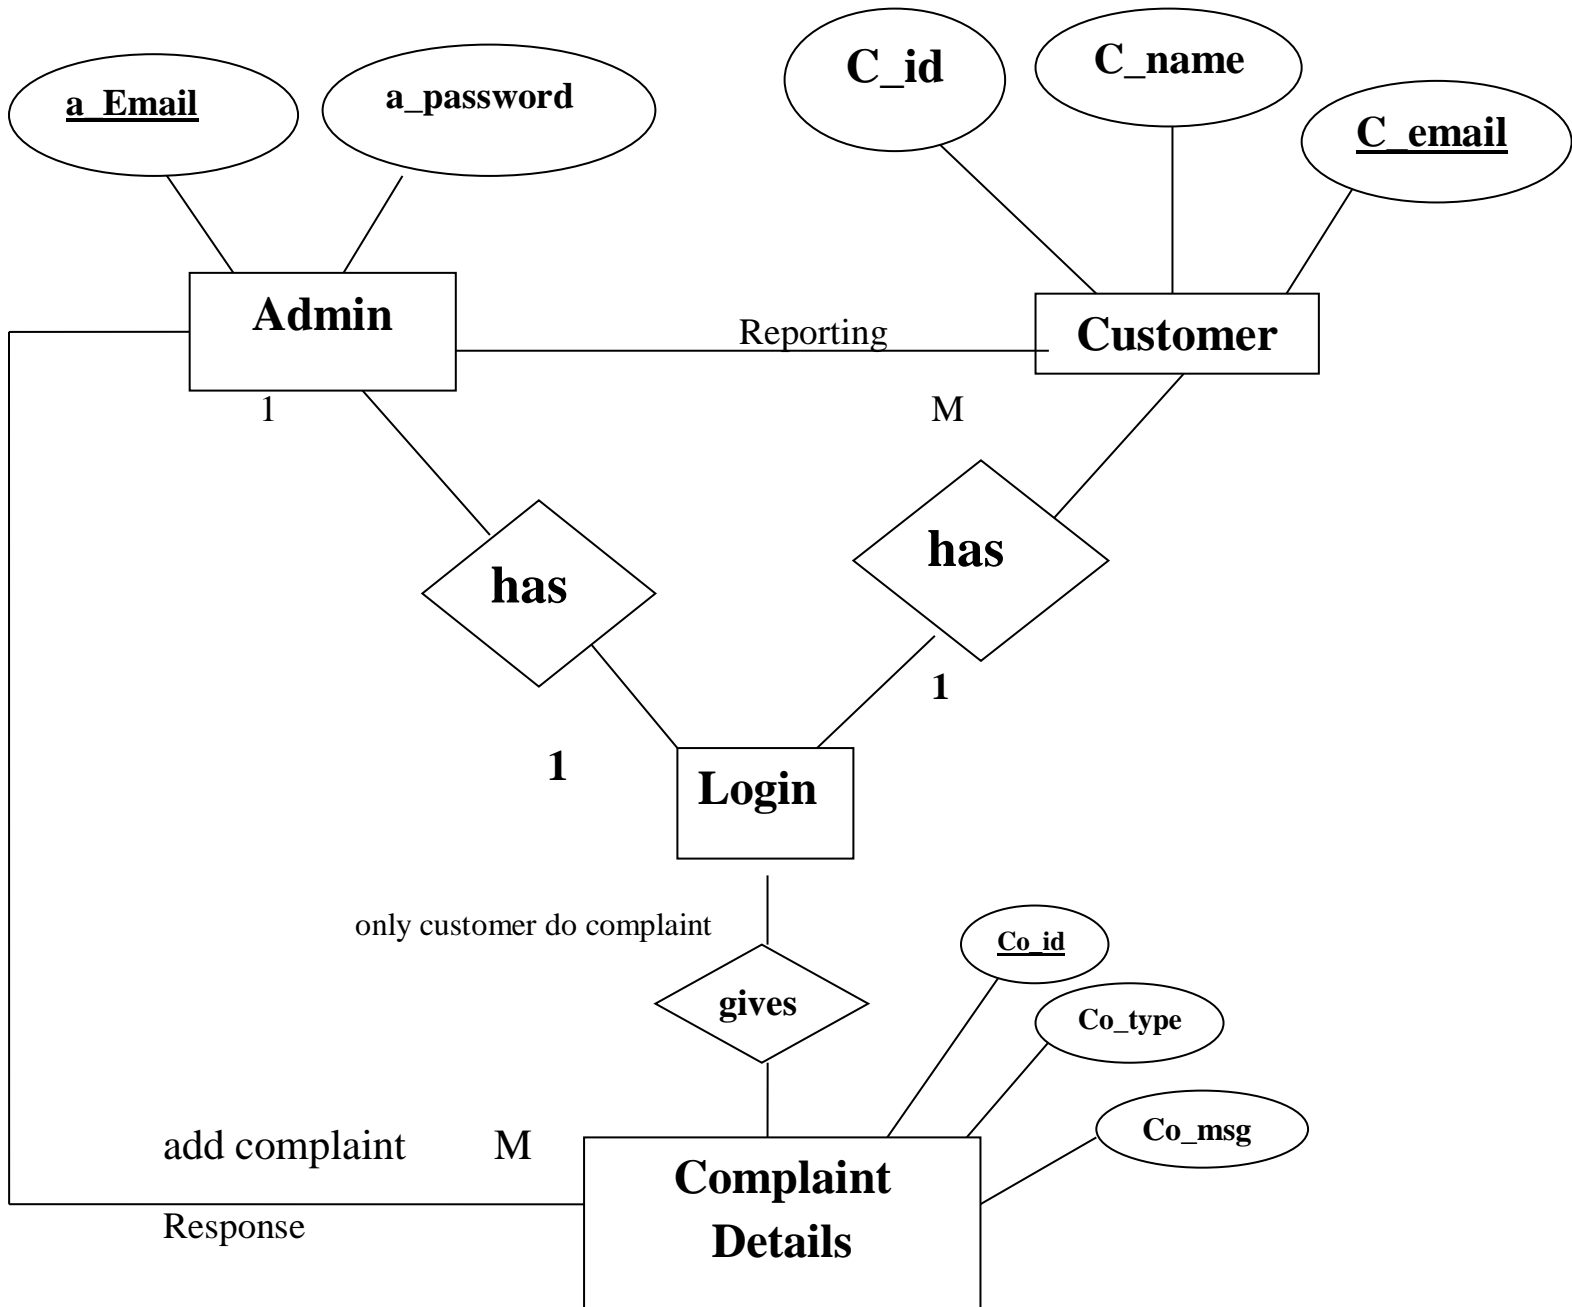 C_id
C_name
a_Email
a_password
C_email
Admin
Reporting
Customer
1
M
has
has
1
1
Login
only customer do complaint
Co_id
gives
Co_type
add complaint M
Co_msg
Complaint
Response
Details